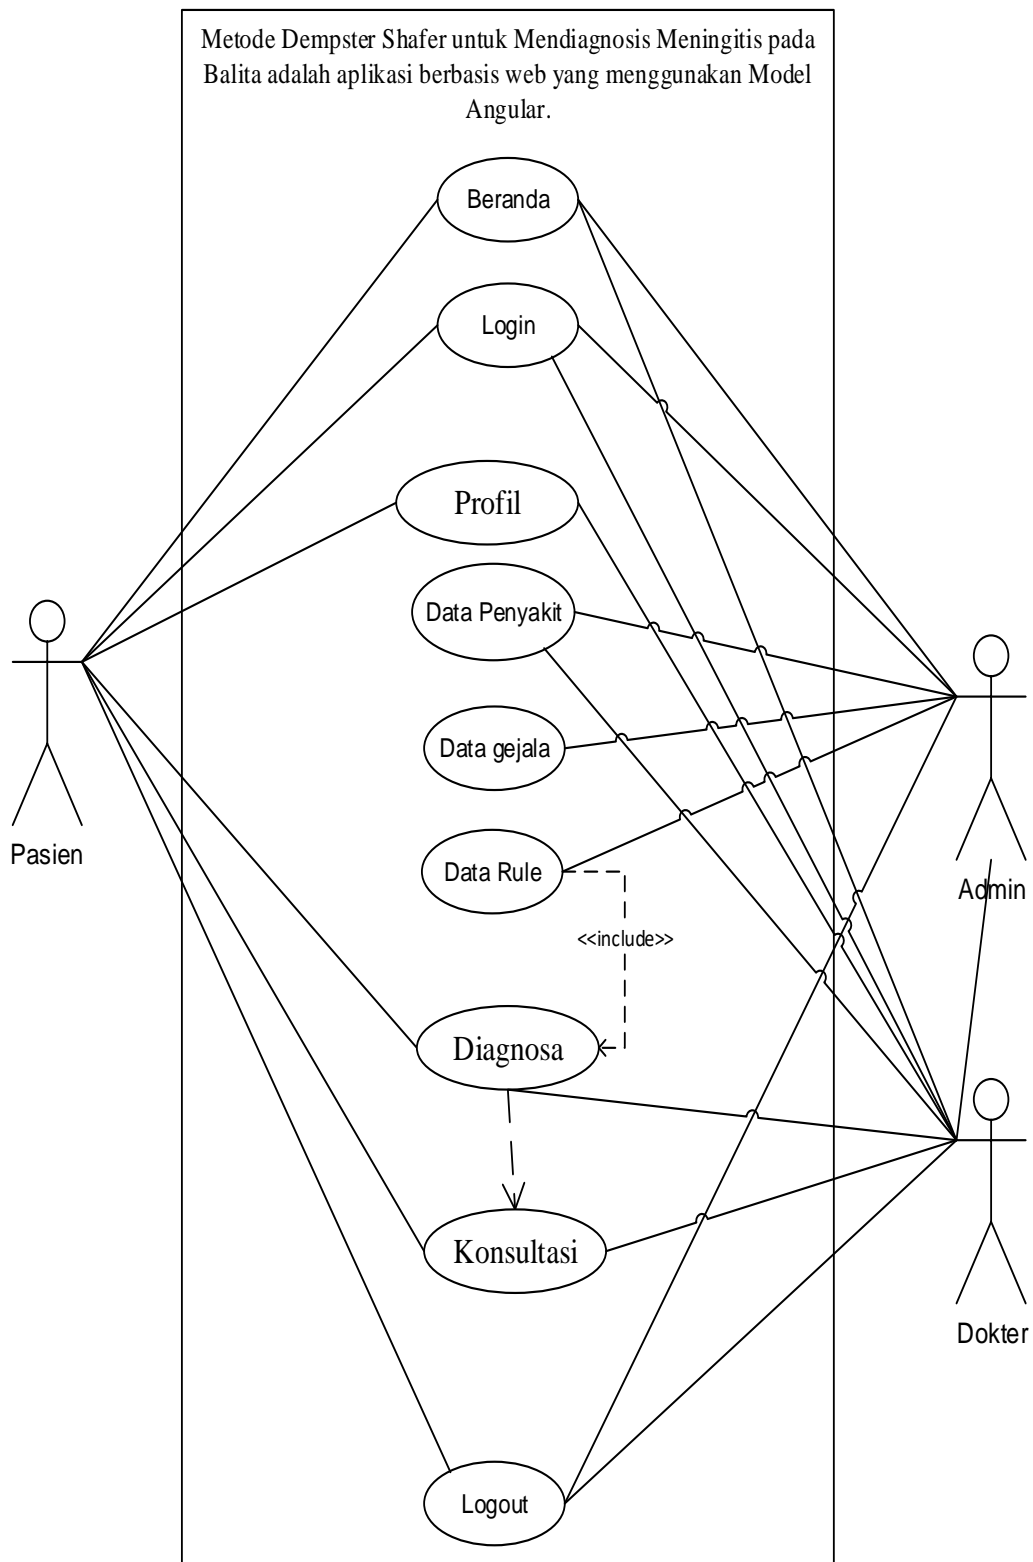 Metode Dempster Shafer untuk Mendiagnosis Meningitis pada
Balita adalah aplikasi berbasis web yang menggunakan Model
Angular.
Beranda
Login
Profil
Data Penyakit
Data gejala
Pasien
Data Rule
Admin
<<include>>
Diagnosa
Konsultasi
Dokter
Logout